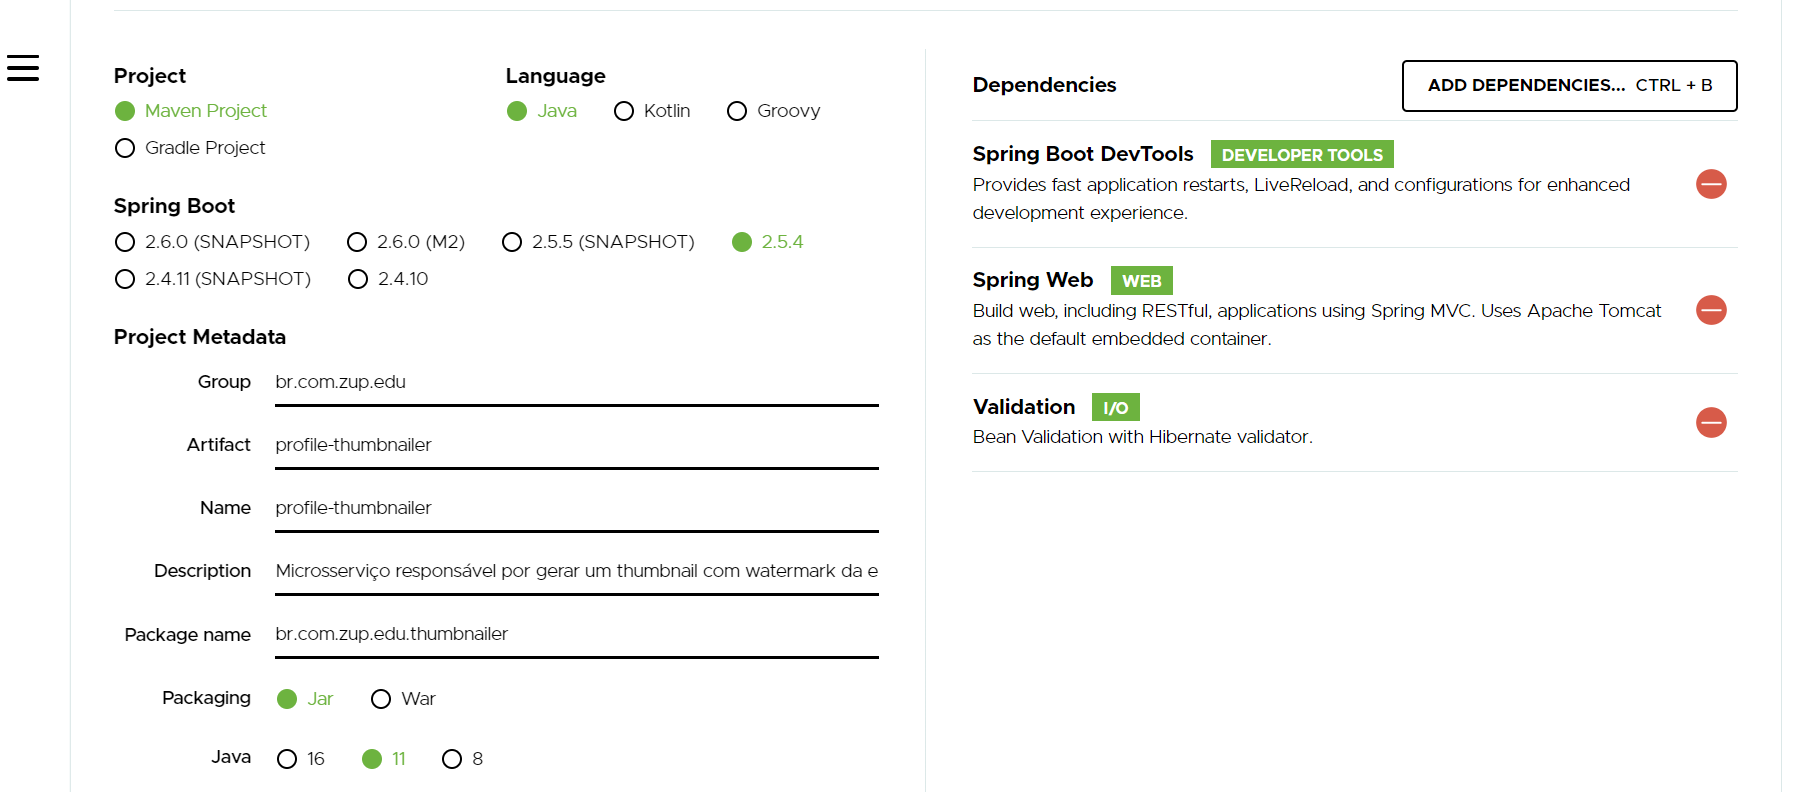 Project
Maven Project
Gradle Project
Language
Java
Kotlin
Groovy
Spring Boot
2.6.0 (SNAPSHOT)
2.6.0 (M2)
2.5.5 (SNAPSHOT)
2.5.4
2.4.11 (SNAPSHOT)
2.4.10
Project Metadata
Group
br.com.zup.edu
Artifact
profile-thumbnailer
Name
profile-thumbnailer
Description
Microsserviço responsável por gerar um thumbnail com watermark da e
Package name
br.com.zup.edu.thumbnailer
Packaging
Jar
War
Java
16
11
8
Dependencies
ADD DEPENDENCIES... CTRL + B
Spring Boot DevTools DEVELOPER TOOLS
Provides fast application restarts, LiveReload, and configurations for enhanced
development experience.
Spring Web WEB
Build web, including RESTful, applications using Spring MVC. Uses Apache Tomcat
as the default embedded container.
Validation I/O
Bean Validation with Hibernate validator.